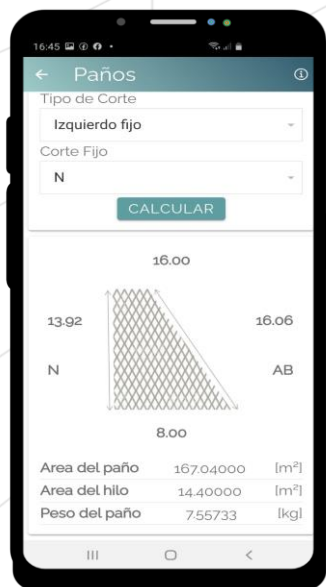 16:45
Paños
Tipo de Corte
Izquierdo fijo
Corte Fijo
N
CALCULAR
16.00
13.92 16.06
N AB
8.00
Area del paño 167.04000 [m²]
Area del hilo 14.40000 [m²]
Peso del paño 7.55733 [kg]